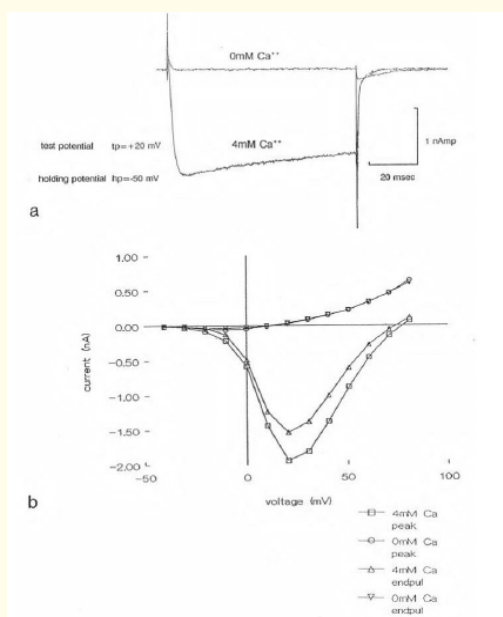 0mM Ca⁺⁺
test potential tp=+20 mV
4mM Ca⁺⁺
1 nAmp
holding potential hp=-50 mV
20 msec
a
1.00
0.50
0.00
-0.50
-1.00
-1.50
-2.00
current (nA)
-50
0
50
100
voltage (mV)
b
4mM Ca
peak
0mM Ca
peak
4mM Ca
endpul
0mM Ca
endpul